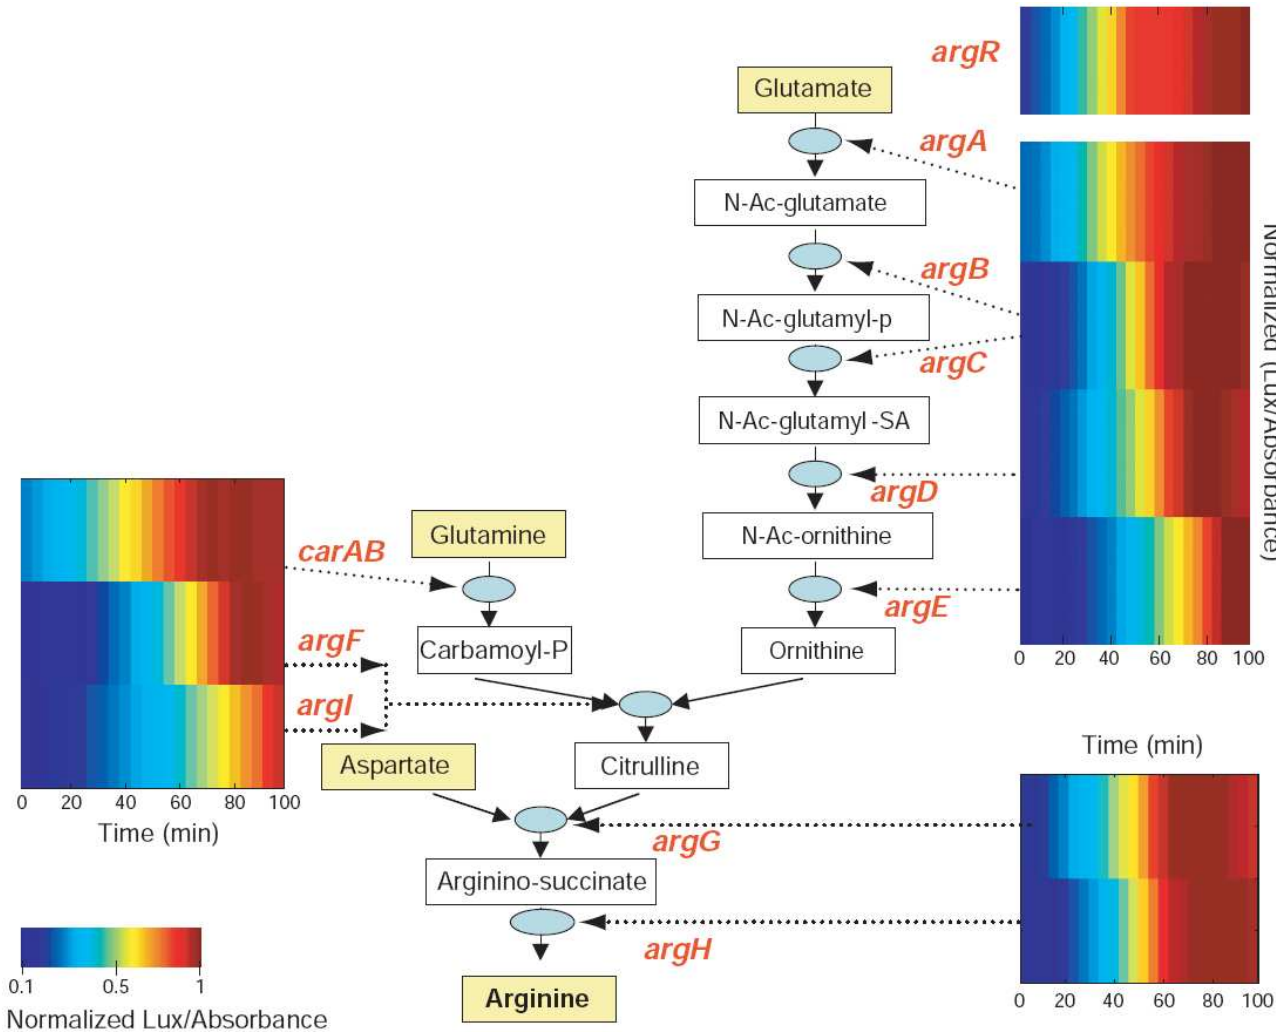 argR
Glutamate
argA
N-Ac-glutamate
argB
N-Ac-glutamyl-p
argC
N-Ac-glutamyl -SA
argD
N-Ac-ornithine
argE
Ornithine
Normalized (Lux/Absorbance)
0 20 40 60 80 100
Time (min)
Glutamine
carAB
Carbamoyl-P
argF
argI
Aspartate
Citrulline
0 20 40 60 80 100
Time (min)
argG
Arginino-succinate
argH
Arginine
0 20 40 60 80 100
0.1 0.5 1
Normalized Lux/Absorbance